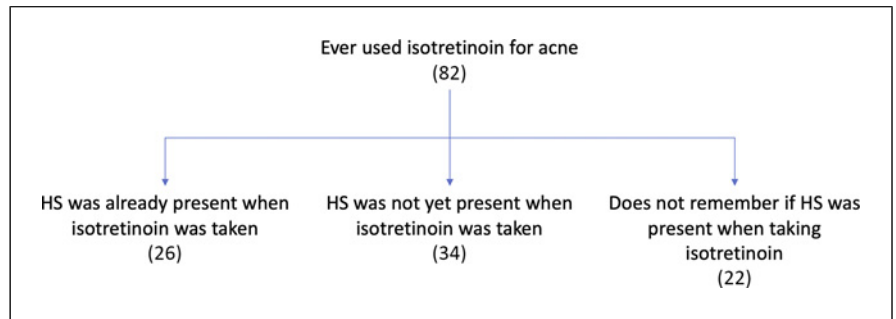 Ever used isotretinoin for acne
(82)
HS was already present when
isotretinoin was taken
(26)
HS was not yet present when
isotretinoin was taken
(34)
Does not remember if HS was
present when taking
isotretinoin
(22)